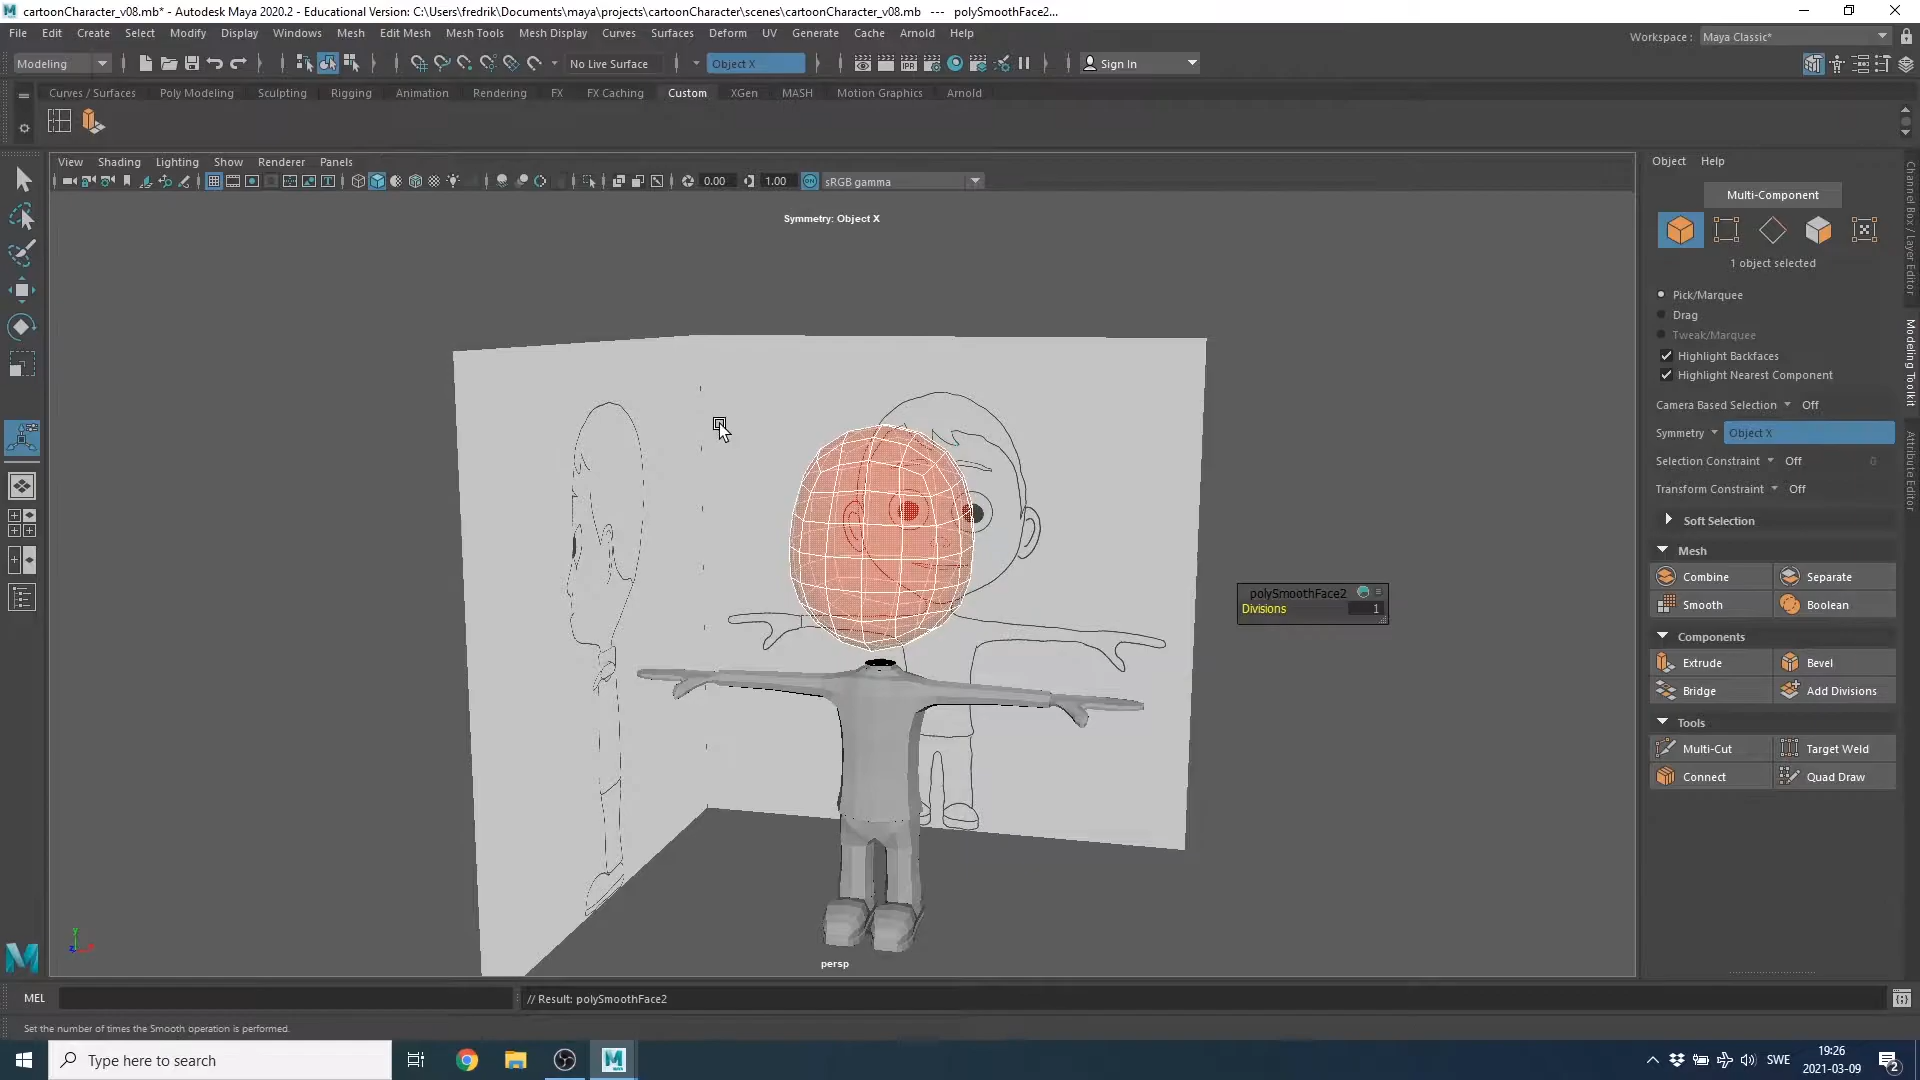 cartoonCharacter_v08.mb* - Autodesk Maya 2020.2 - Educational Version: C:\Users\fredrik\Documents\maya\projects\cartoonCharacter\scenes\cartoonCharacter_v08.mb --- polySmoothFace2...
File Edit Create Select Modify Display Windows Mesh Edit Mesh Mesh Tools Mesh Display Curves Surfaces Deform UV Generate Cache Arnold Help
Workspace : Maya Classic*
Modeling No Live Surface Object X Sign In
Curves / Surfaces Poly Modeling Sculpting Rigging Animation Rendering FX FX Caching Custom XGen MASH Motion Graphics Arnold
View Shading Lighting Show Renderer Panels
0.00 1.00 ON sRGB gamma
Symmetry: Object X
polySmoothFace2
Divisions 1
persp
Object Help
Multi-Component
1 object selected
Pick/Marquee
Drag
Tweak/Marquee
Highlight Backfaces
Highlight Nearest Component
Camera Based Selection Off
Symmetry Object X
Selection Constraint Off 0
Transform Constraint Off
Soft Selection
Mesh
Combine Separate
Smooth Boolean
Components
Extrude Bevel
Bridge Add Divisions
Tools
Multi-Cut Target Weld
Connect Quad Draw
Channel Box / Layer Editor
Modeling Toolkit
Attribute Editor
MEL // Result: polySmoothFace2
Set the number of times the Smooth operation is performed.
Type here to search
SWE
19:26
2021-03-09
2